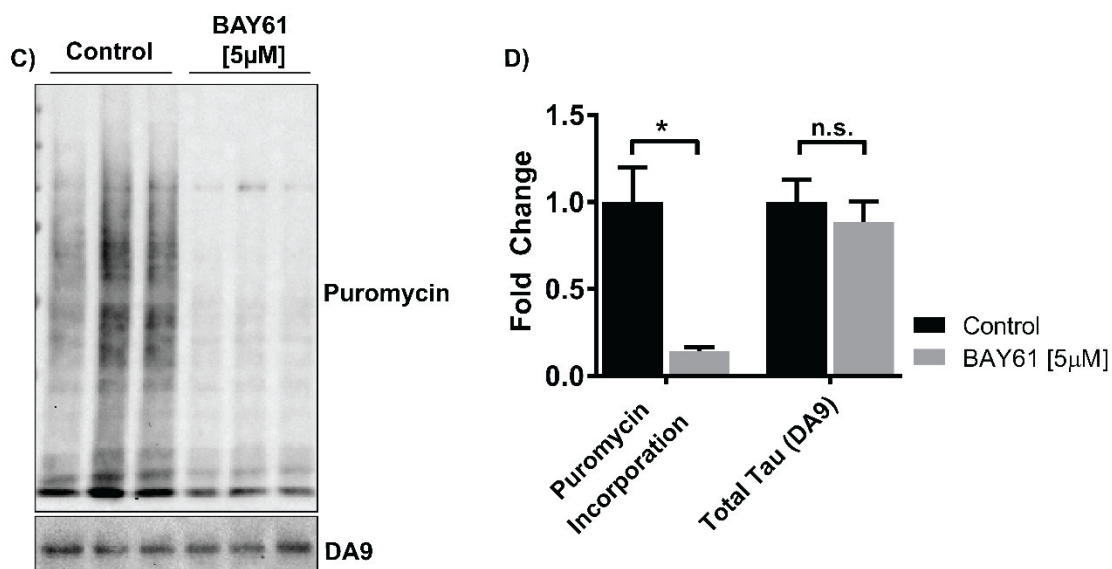 C)
Control
BAY61
[5µM]
Puromycin
DA9
D)
Fold Change
1.5
1.0
0.5
0.0
*
n.s.
Puromycin
Incorporation
Total Tau (DA9)
Control
BAY61 [5µM]